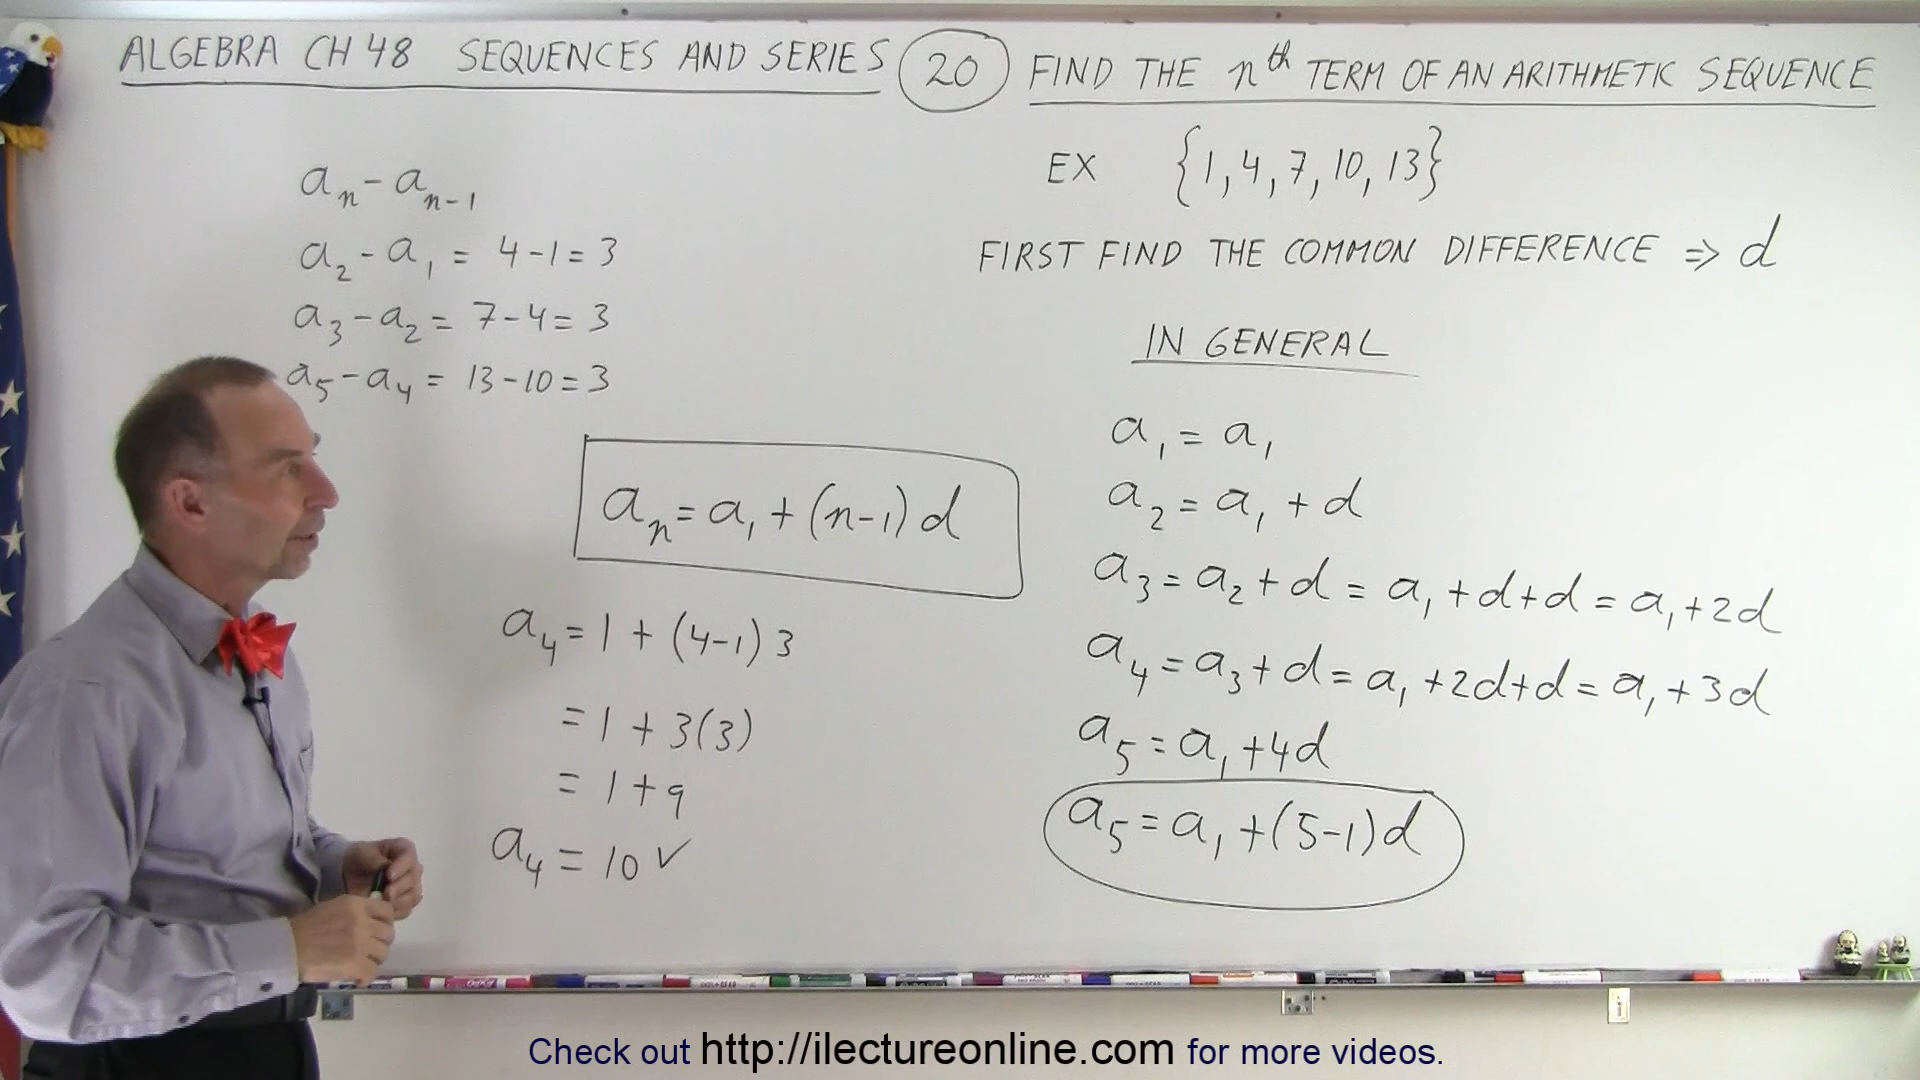 ALGEBRA CH 48 SEQUENCES AND SERIES (20) FIND THE nth TERM OF AN ARITHMETIC SEQUENCE
aₙ - aₙ₋₁
a₂ - a₁ = 4-1 = 3
a₃ - a₂ = 7-4 = 3
a₅ - a₄ = 13-10 = 3
aₙ = a₁ + (n-1) d
a₄ = 1 + (4-1) 3
= 1 + 3(3)
= 1 + 9
a₄ = 10 ✓
EX {1, 4, 7, 10, 13}
FIRST FIND THE COMMON DIFFERENCE ⇒ d
IN GENERAL
a₁ = a₁
a₂ = a₁ + d
a₃ = a₂ + d = a₁ + d + d = a₁ + 2d
a₄ = a₃ + d = a₁ + 2d + d = a₁ + 3d
a₅ = a₁ + 4d
a₅ = a₁ + (5-1) d
Check out http://ilectureonline.com for more videos.